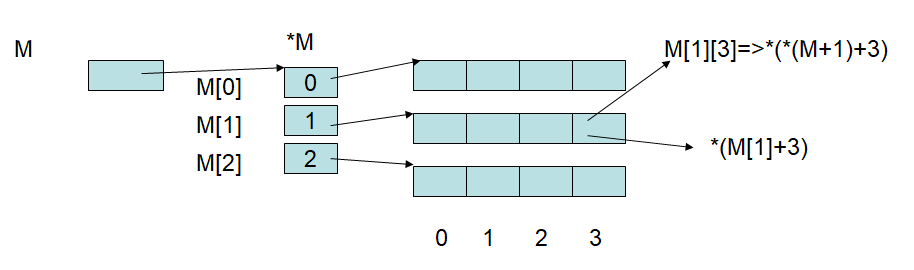 M
*M
M[1][3]=>*(*(M+1)+3)
M[0]
0
M[1]
1
*(M[1]+3)
M[2]
2
0 1 2 3